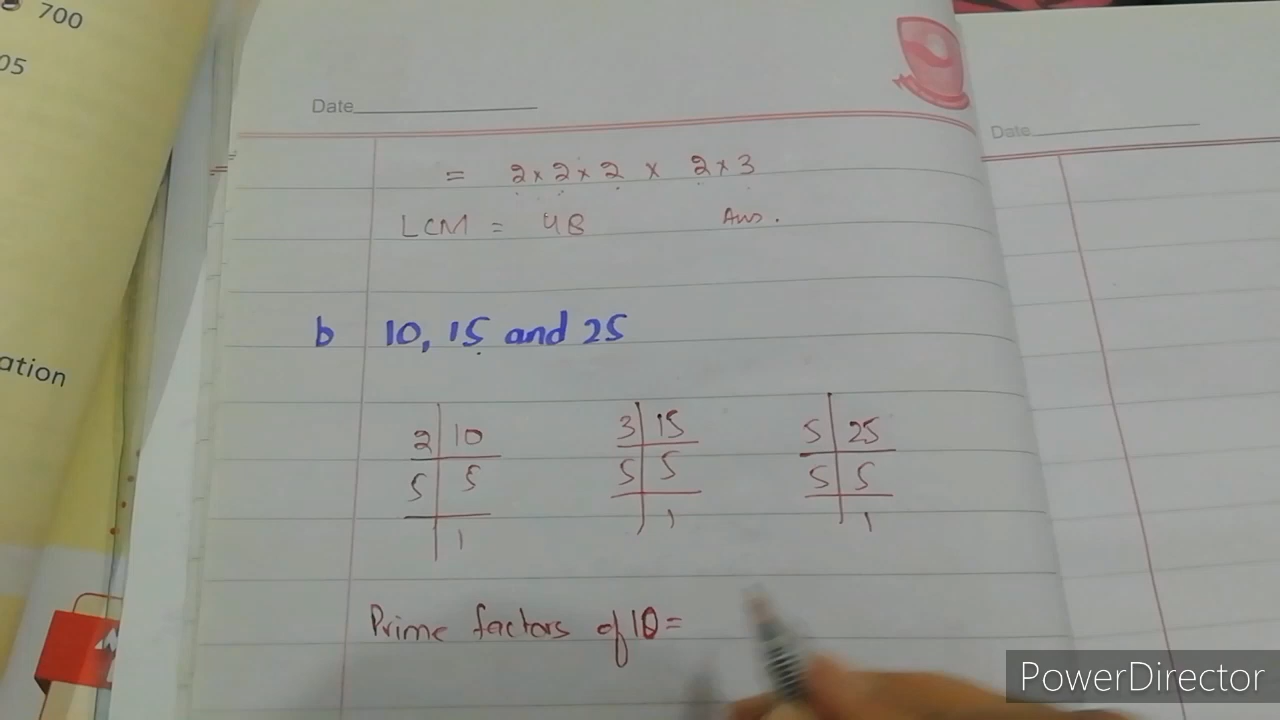 700
05
ation
Date
Date
= 2 x 2 x 2 x 2 x 3
LCM = 48 Ans.
b 10, 15 and 25
2 10 3 15 5 25
5 5 5 5 5 5
1 1 1
Prime factors of 10 =
PowerDirector